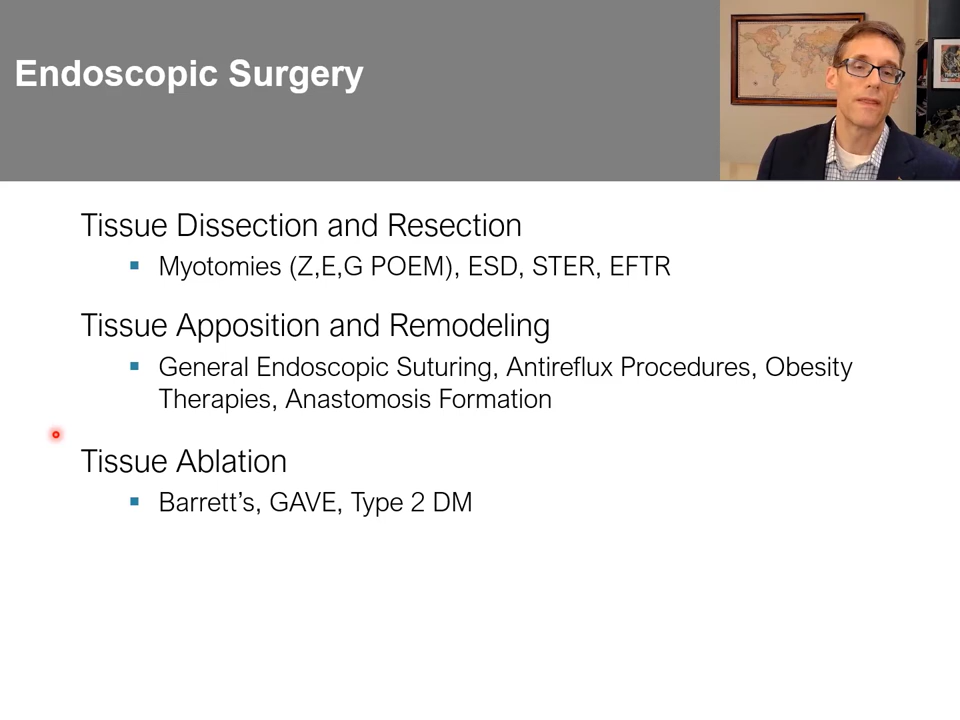 Endoscopic Surgery
Tissue Dissection and Resection
Myotomies (Z,E,G POEM), ESD, STER, EFTR
Tissue Apposition and Remodeling
General Endoscopic Suturing, Antireflux Procedures, Obesity
Therapies, Anastomosis Formation
Tissue Ablation
Barrett’s, GAVE, Type 2 DM